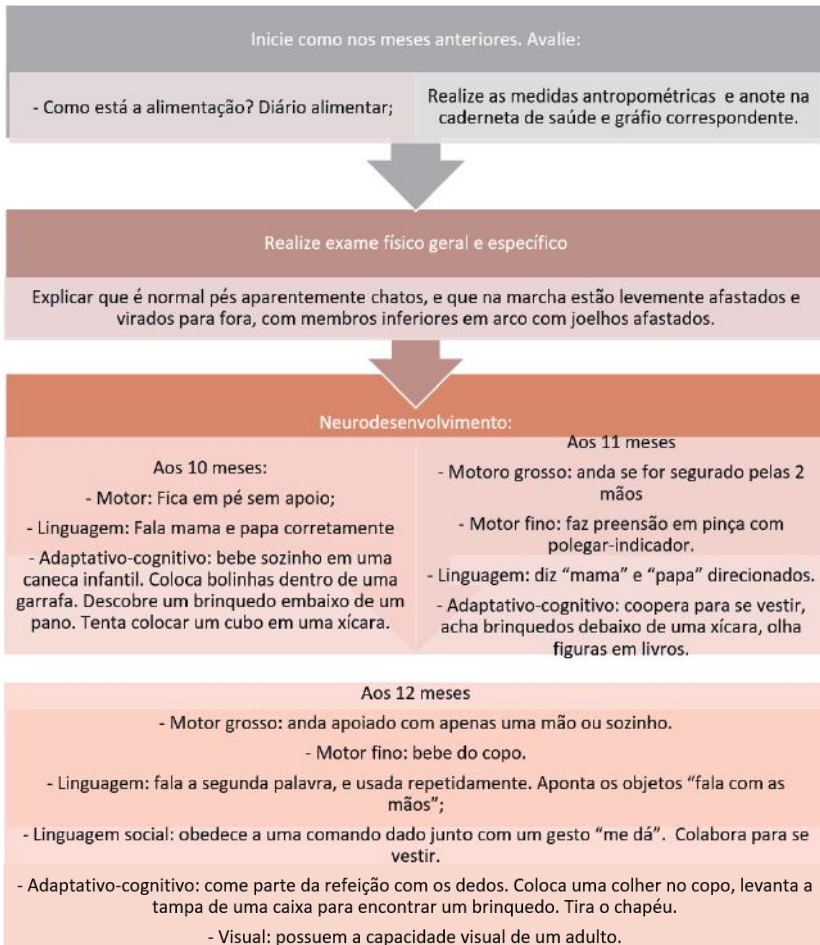 Inicie como nos meses anteriores. Avalie:
- Como está a alimentação? Diário alimentar;
Realize as medidas antropométricas e anote na
caderneta de saúde e gráfio correspondente.
Realize exame físico geral e específico
Explicar que é normal pés aparentemente chatos, e que na marcha estão levemente afastados e
virados para fora, com membros inferiores em arco com joelhos afastados.
Neurodesenvolvimento:
Aos 10 meses:
- Motor: Fica em pé sem apoio;
- Linguagem: Fala mama e papa corretamente
- Adaptativo-cognitivo: bebe sozinho em uma
caneca infantil. Coloca bolinhas dentro de uma
garrafa. Descobre um brinquedo embaixo de um
pano. Tenta colocar um cubo em uma xícara.
Aos 11 meses
- Motoro grosso: anda se for segurado pelas 2
mãos
- Motor fino: faz preensão em pinça com
polegar-indicador.
- Linguagem: diz “mama” e “papa” direcionados.
- Adaptativo-cognitivo: coopera para se vestir,
acha brinquedos debaixo de uma xícara, olha
figuras em livros.
Aos 12 meses
- Motor grosso: anda apoiado com apenas uma mão ou sozinho.
- Motor fino: bebe do copo.
- Linguagem: fala a segunda palavra, e usada repetidamente. Aponta os objetos “fala com as
mãos”;
- Linguagem social: obedece a uma comando dado junto com um gesto “me dá”. Colabora para se
vestir.
- Adaptativo-cognitivo: come parte da refeição com os dedos. Coloca uma colher no copo, levanta a
tampa de uma caixa para encontrar um brinquedo. Tira o chapéu.
- Visual: possuem a capacidade visual de um adulto.